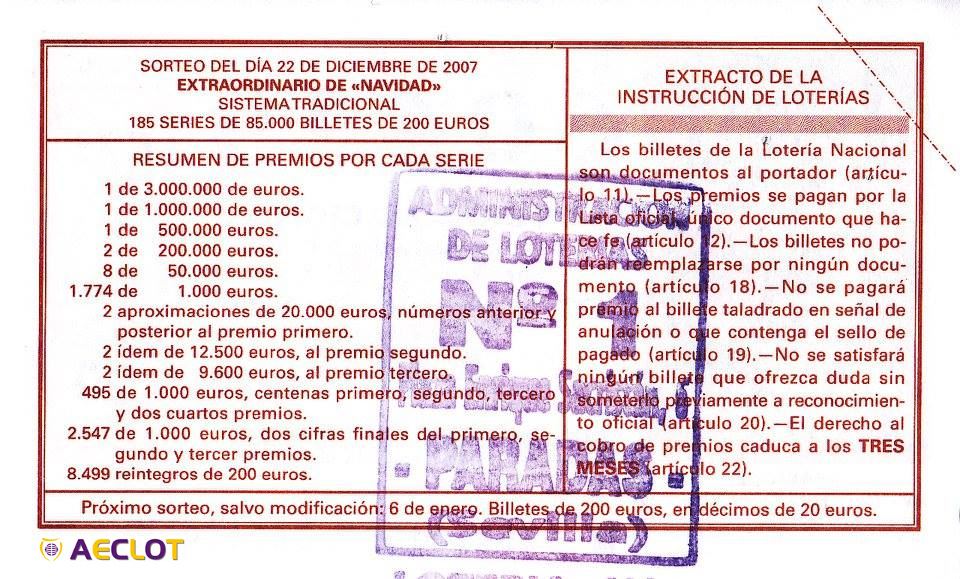 SORTEO DEL DÍA 22 DE DICIEMBRE DE 2007
EXTRAORDINARIO DE «NAVIDAD»
SISTEMA TRADICIONAL
185 SERIES DE 85.000 BILLETES DE 200 EUROS
RESUMEN DE PREMIOS POR CADA SERIE
1 de 3.000.000 de euros.
1 de 1.000.000 de euros.
1 de 500.000 euros.
2 de 200.000 euros.
8 de 50.000 euros.
1.774 de 1.000 euros.
2 aproximaciones de 20.000 euros, números anterior y
posterior al premio primero.
2 ídem de 12.500 euros, al premio segundo.
2 ídem de 9.600 euros, al premio tercero.
495 de 1.000 euros, centenas primero, segundo, tercero
y dos cuartos premios.
2.547 de 1.000 euros, dos cifras finales del primero, se-
gundo y tercer premios.
8.499 reintegros de 200 euros.
EXTRACTO DE LA
INSTRUCCIÓN DE LOTERÍAS
Los billetes de la Lotería Nacional
son documentos al portador (artícu-
lo 11).—Los premios se pagan por la
Lista oficial, único documento que ha-
ce fe (artículo 12).—Los billetes no po-
drán reemplazarse por ningún docu-
mento (artículo 18).—No se pagará
premio al billete taladrado en señal de
anulación o que contenga el sello de
pagado (artículo 19).—No se satisfará
ningún billete que ofrezca duda sin
someterlo previamente a reconocimien-
to oficial (artículo 20).—El derecho al
cobro de premios caduca a los TRES
MESES (artículo 22).
Próximo sorteo, salvo modificación: 6 de enero. Billetes de 200 euros, en décimos de 20 euros.
ADMINISTRACION
DE LOTERIAS
Nº 1
Plaza Enrique
PARADAS
(Sevilla)
AECLOT